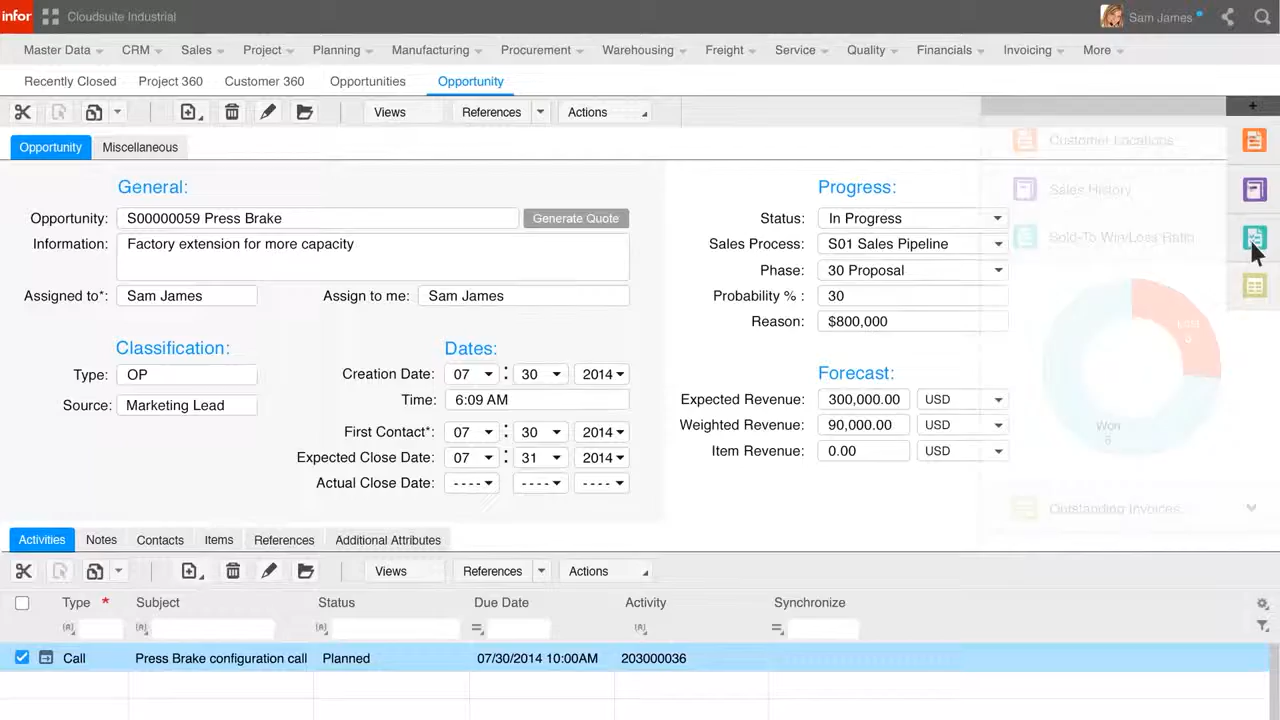 infor Cloudsuite Industrial Sam James
Master Data CRM Sales Project Planning Manufacturing Procurement Warehousing Freight Service Quality Financials Invoicing More
Recently Closed Project 360 Customer 360 Opportunities Opportunity
Views References Actions +
Opportunity Miscellaneous
Customer Locations
Sales History
Sold-To Win/Loss Ratio
Lost
Won
6
Outstanding Invoices
General:
Opportunity: S00000059 Press Brake Generate Quote
Information: Factory extension for more capacity
Assigned to*: Sam James Assign to me: Sam James
Classification:
Type: OP
Source: Marketing Lead
Dates:
Creation Date: 07 : 30 2014
Time: 6:09 AM
First Contact*: 07 : 30 2014
Expected Close Date: 07 : 31 2014
Actual Close Date: ---- ---- ----
Progress:
Status: In Progress
Sales Process: S01 Sales Pipeline
Phase: 30 Proposal
Probability % : 30
Reason: $800,000
Forecast:
Expected Revenue: 300,000.00 USD
Weighted Revenue: 90,000.00 USD
Item Revenue: 0.00 USD
Activities Notes Contacts Items References Additional Attributes
Views References Actions
Type * Subject Status Due Date Activity Synchronize
Call Press Brake configuration call Planned 07/30/2014 10:00AM 203000036